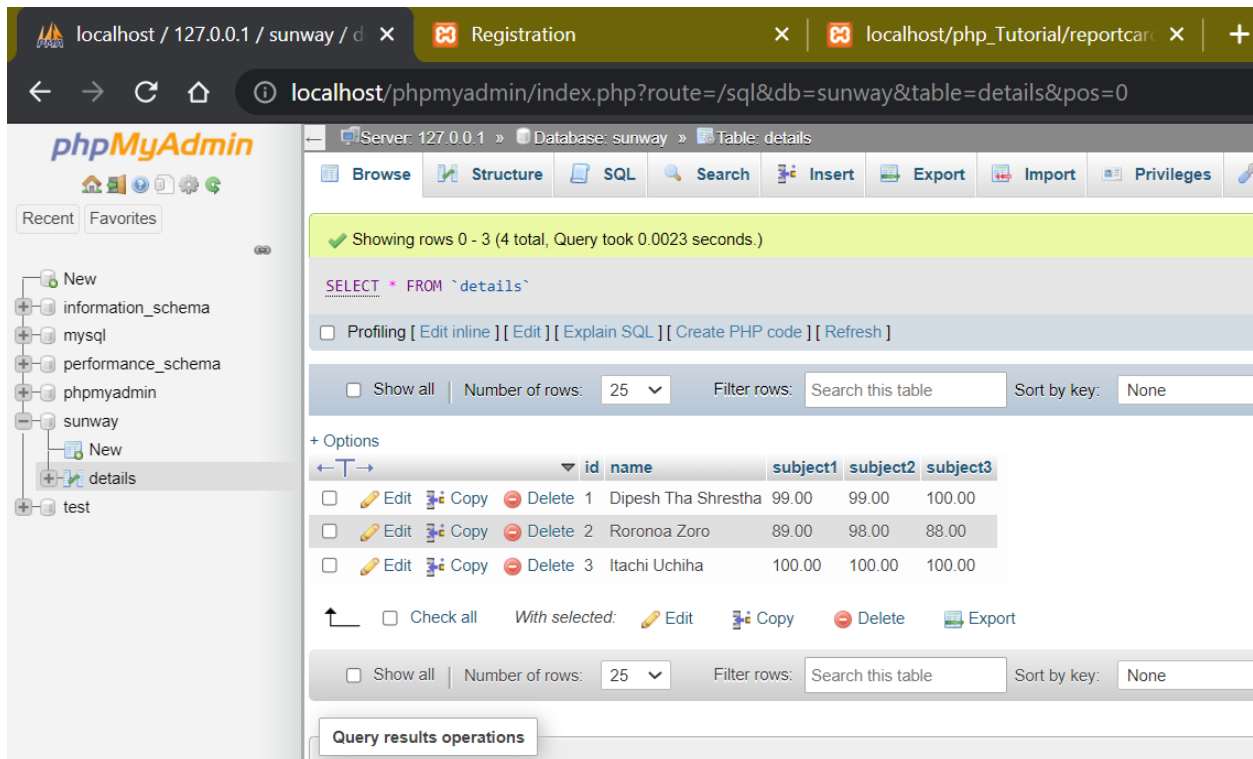 localhost / 127.0.0.1 / sunway / d
Registration
localhost/php_Tutorial/reportcar
localhost/phpmyadmin/index.php?route=/sql&db=sunway&table=details&pos=0
phpMyAdmin
Recent Favorites
New
information_schema
mysql
performance_schema
phpmyadmin
sunway
New
details
test
Server: 127.0.0.1 » Database: sunway » Table: details
Browse Structure SQL Search Insert Export Import Privileges
Showing rows 0 - 3 (4 total, Query took 0.0023 seconds.)
SELECT * FROM `details`
Profiling [ Edit inline ] [ Edit ] [ Explain SQL ] [ Create PHP code ] [ Refresh ]
Show all | Number of rows: 25 Filter rows: Search this table Sort by key: None
+ Options
←T→ id name subject1 subject2 subject3
Edit Copy Delete 1 Dipesh Tha Shrestha 99.00 99.00 100.00
Edit Copy Delete 2 Roronoa Zoro 89.00 98.00 88.00
Edit Copy Delete 3 Itachi Uchiha 100.00 100.00 100.00
Check all With selected: Edit Copy Delete Export
Show all | Number of rows: 25 Filter rows: Search this table Sort by key: None
Query results operations